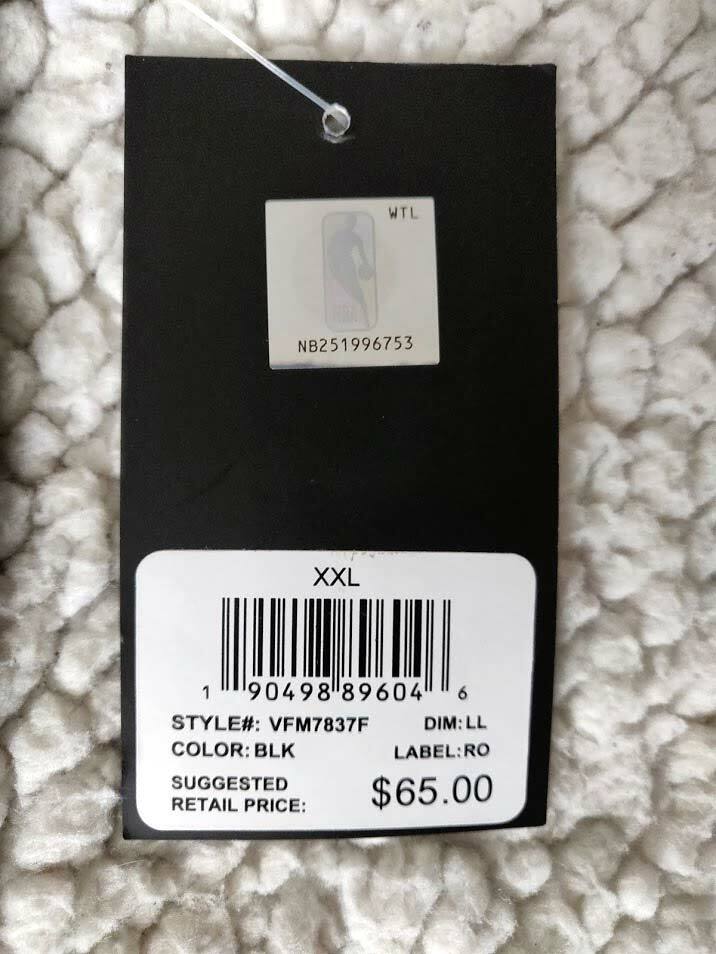 WTL
NBA
NB251996753
XXL
1 90498 89604 6
STYLE#: VFM7837F DIM: LL
COLOR: BLK LABEL:RO
SUGGESTED
RETAIL PRICE: $65.00